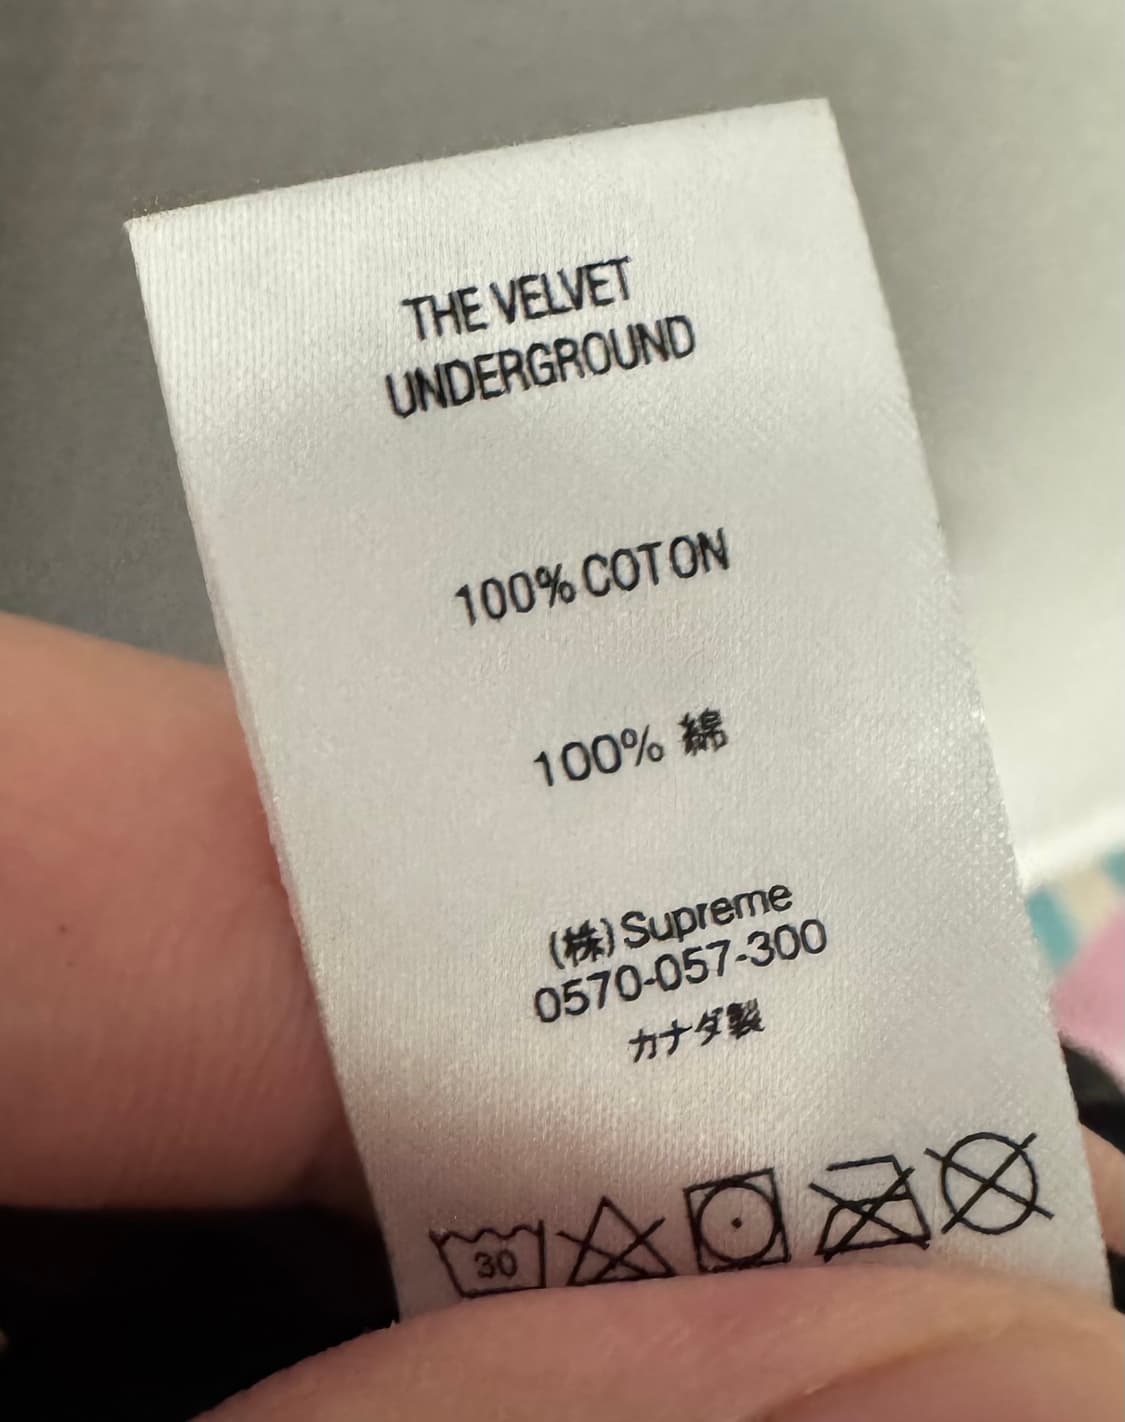 THE VELVET
UNDERGROUND
100% COTON
100% 綿
(株)Supreme
0570-057-300
カナダ製
30